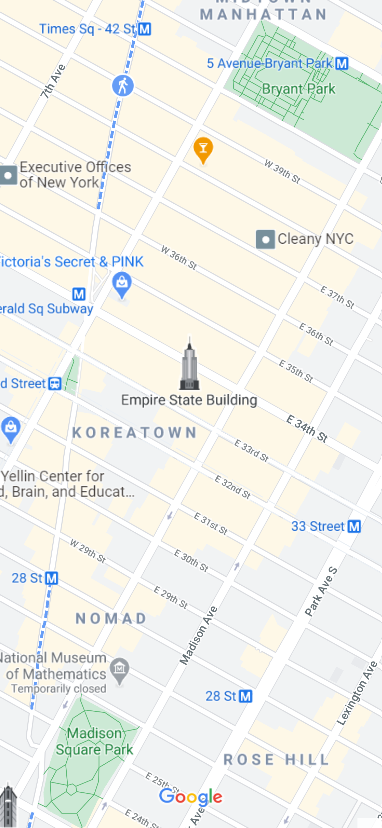 MIDTOWN
MANHATTAN
Times Sq - 42 St M
5 Avenue-Bryant Park M
Bryant Park
7th Ave
W 39th St
Executive Offices
of New York
Cleany NYC
W 36th St
Victoria's Secret & PINK
E 37th St
M
erald Sq Subway
E 36th St
E 35th St
d Street
Empire State Building
E 34th St
KOREATOWN
E 33rd St
Yellin Center for
d, Brain, and Educat...
E 32nd St
E 31st St
33 Street M
W 29th St
E 30th St
28 St M
E 29th St
Park Ave S
NOMAD
Madison Ave
National Museum
of Mathematics
Temporarily closed
28 St M
Lexington Ave
Madison
Square Park
ROSE HILL
E 25th St
Google
E 24th St